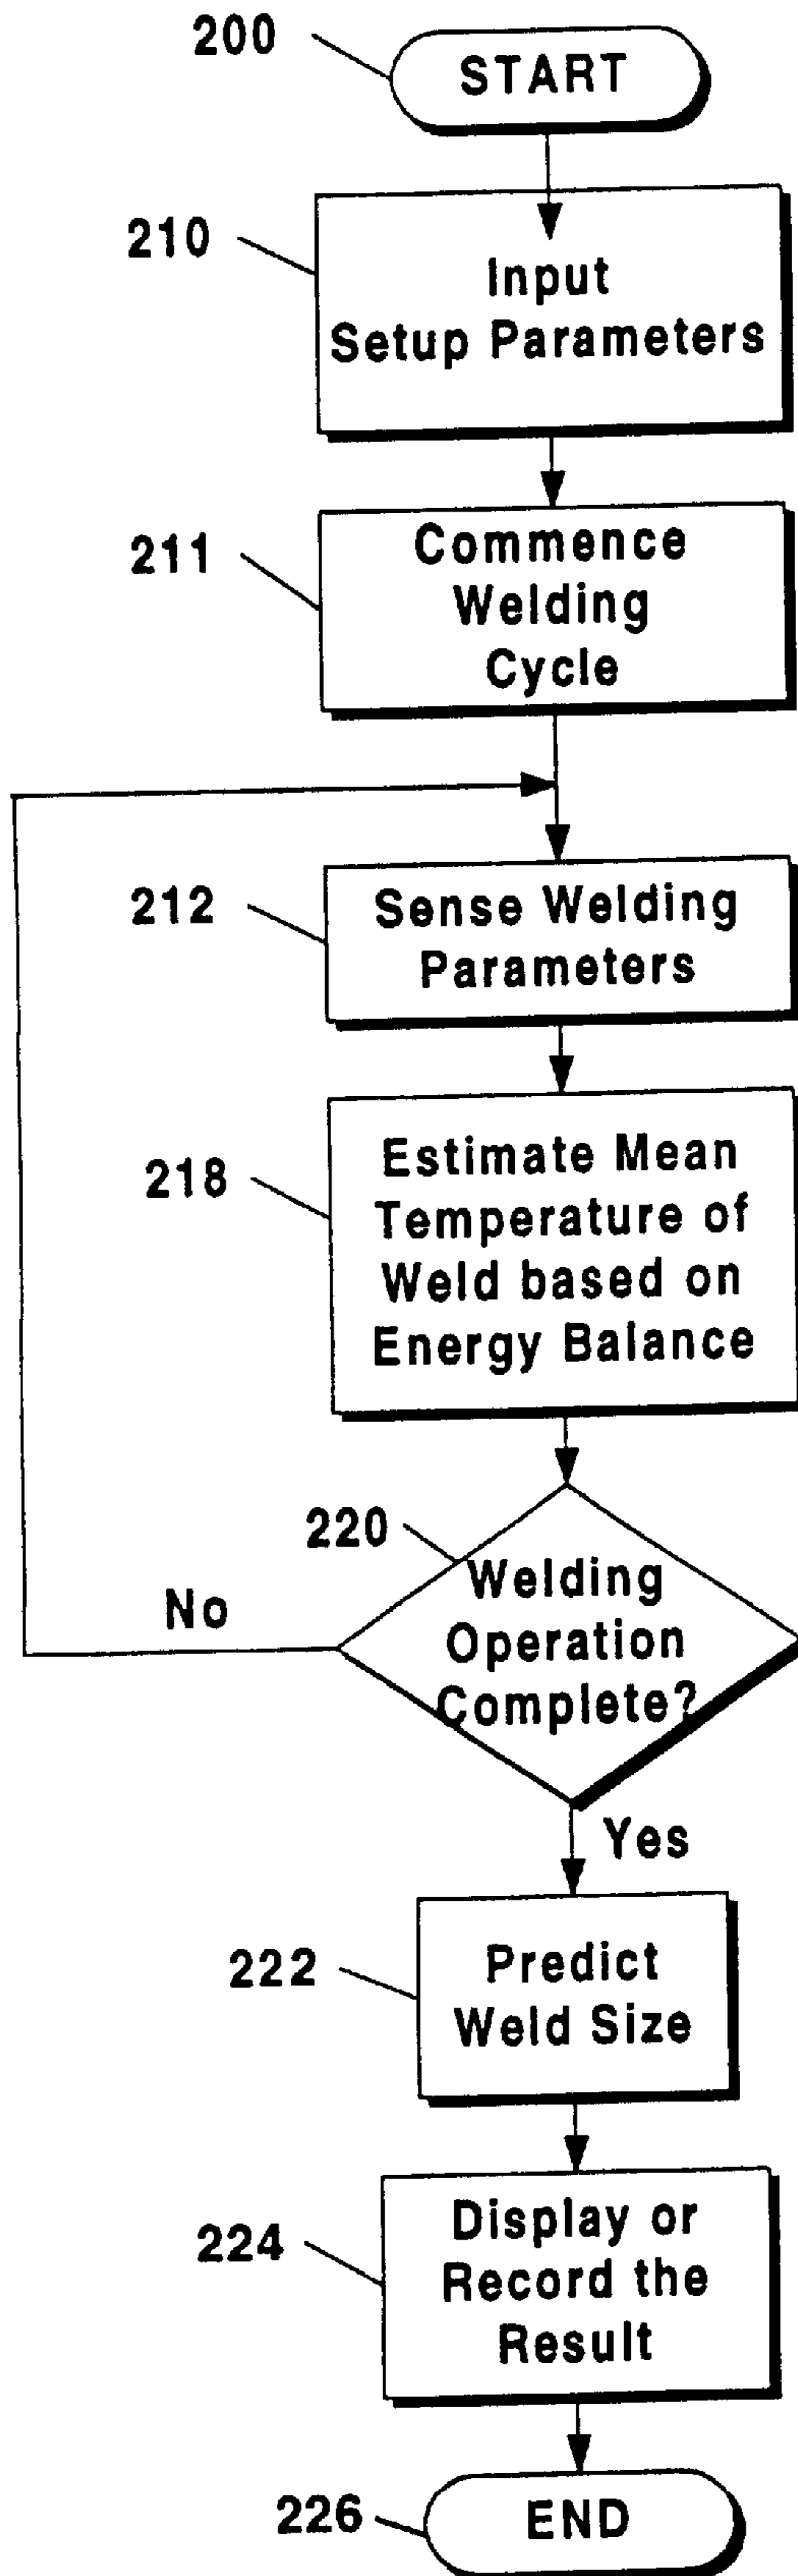 200
START
210
Input
Setup Parameters
211
Commence
Welding
Cycle
212
Sense Welding
Parameters
218
Estimate Mean
Temperature of
Weld based on
Energy Balance
220
Welding
Operation
Complete?
No
Yes
222
Predict
Weld Size
224
Display or
Record the
Result
226
END